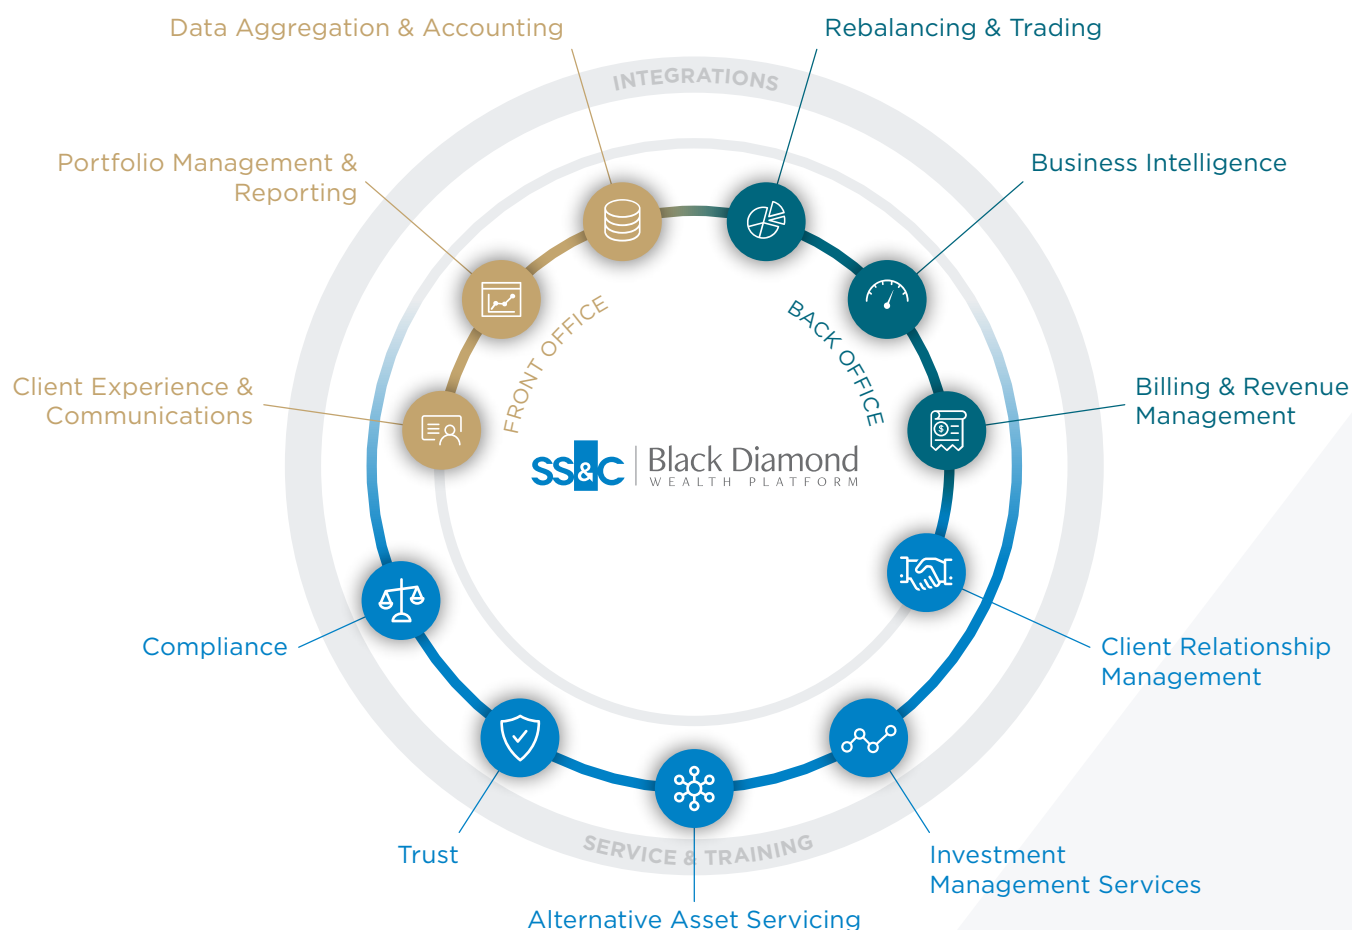 Data Aggregation & Accounting
Rebalancing & Trading
INTEGRATIONS
Portfolio Management &
Reporting
Business Intelligence
FRONT OFFICE
BACK OFFICE
Client Experience &
Communications
Billing & Revenue
Management
SS&C
Black Diamond
WEALTH PLATFORM
$
Compliance
Client Relationship
Management
SERVICE & TRAINING
Trust
Investment
Management Services
Alternative Asset Servicing